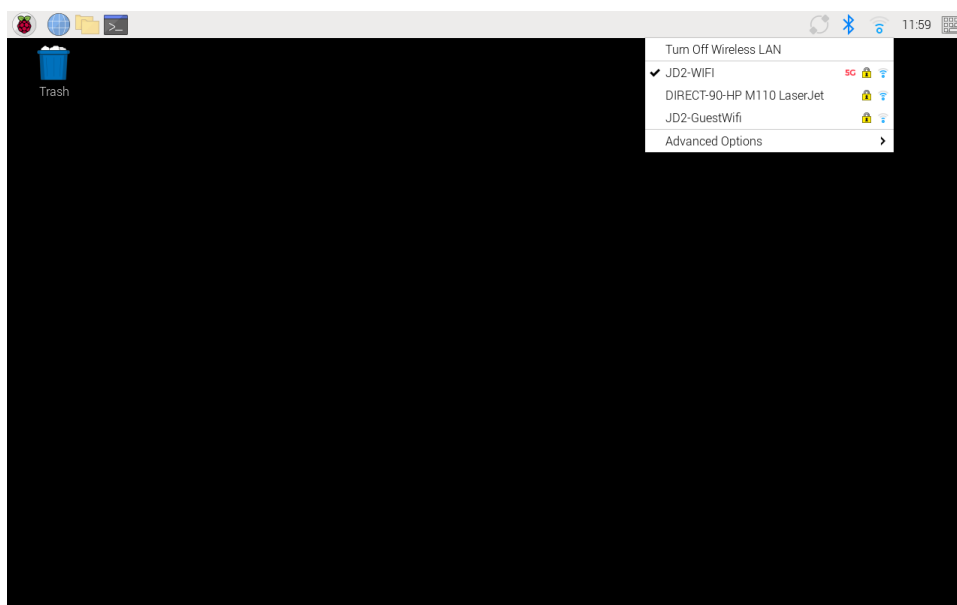 11:59
Turn Off Wireless LAN
JD2-WIFI 5G
DIRECT-90-HP M110 LaserJet
JD2-GuestWifi
Advanced Options
Trash